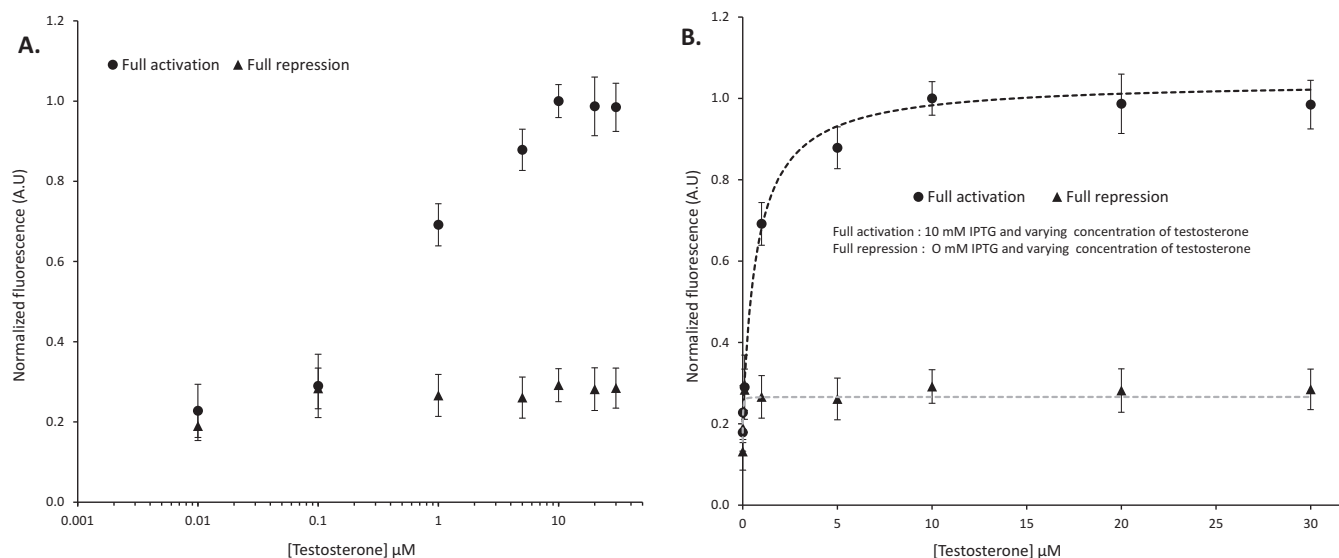 A.
Full activation Full repression
Normalized fluorescence (A.U)
1.2
1.0
0.8
0.6
0.4
0.2
0.0
0.001 0.01 0.1 1 10
[Testosterone] µM
B.
Normalized fluorescence (A.U)
1.2
1.0
0.8
0.6
0.4
0.2
0.0
Full activation Full repression
Full activation : 10 mM IPTG and varying concentration of testosterone
Full repression : O mM IPTG and varying concentration of testosterone
0 5 10 15 20 25 30
[Testosterone] µM